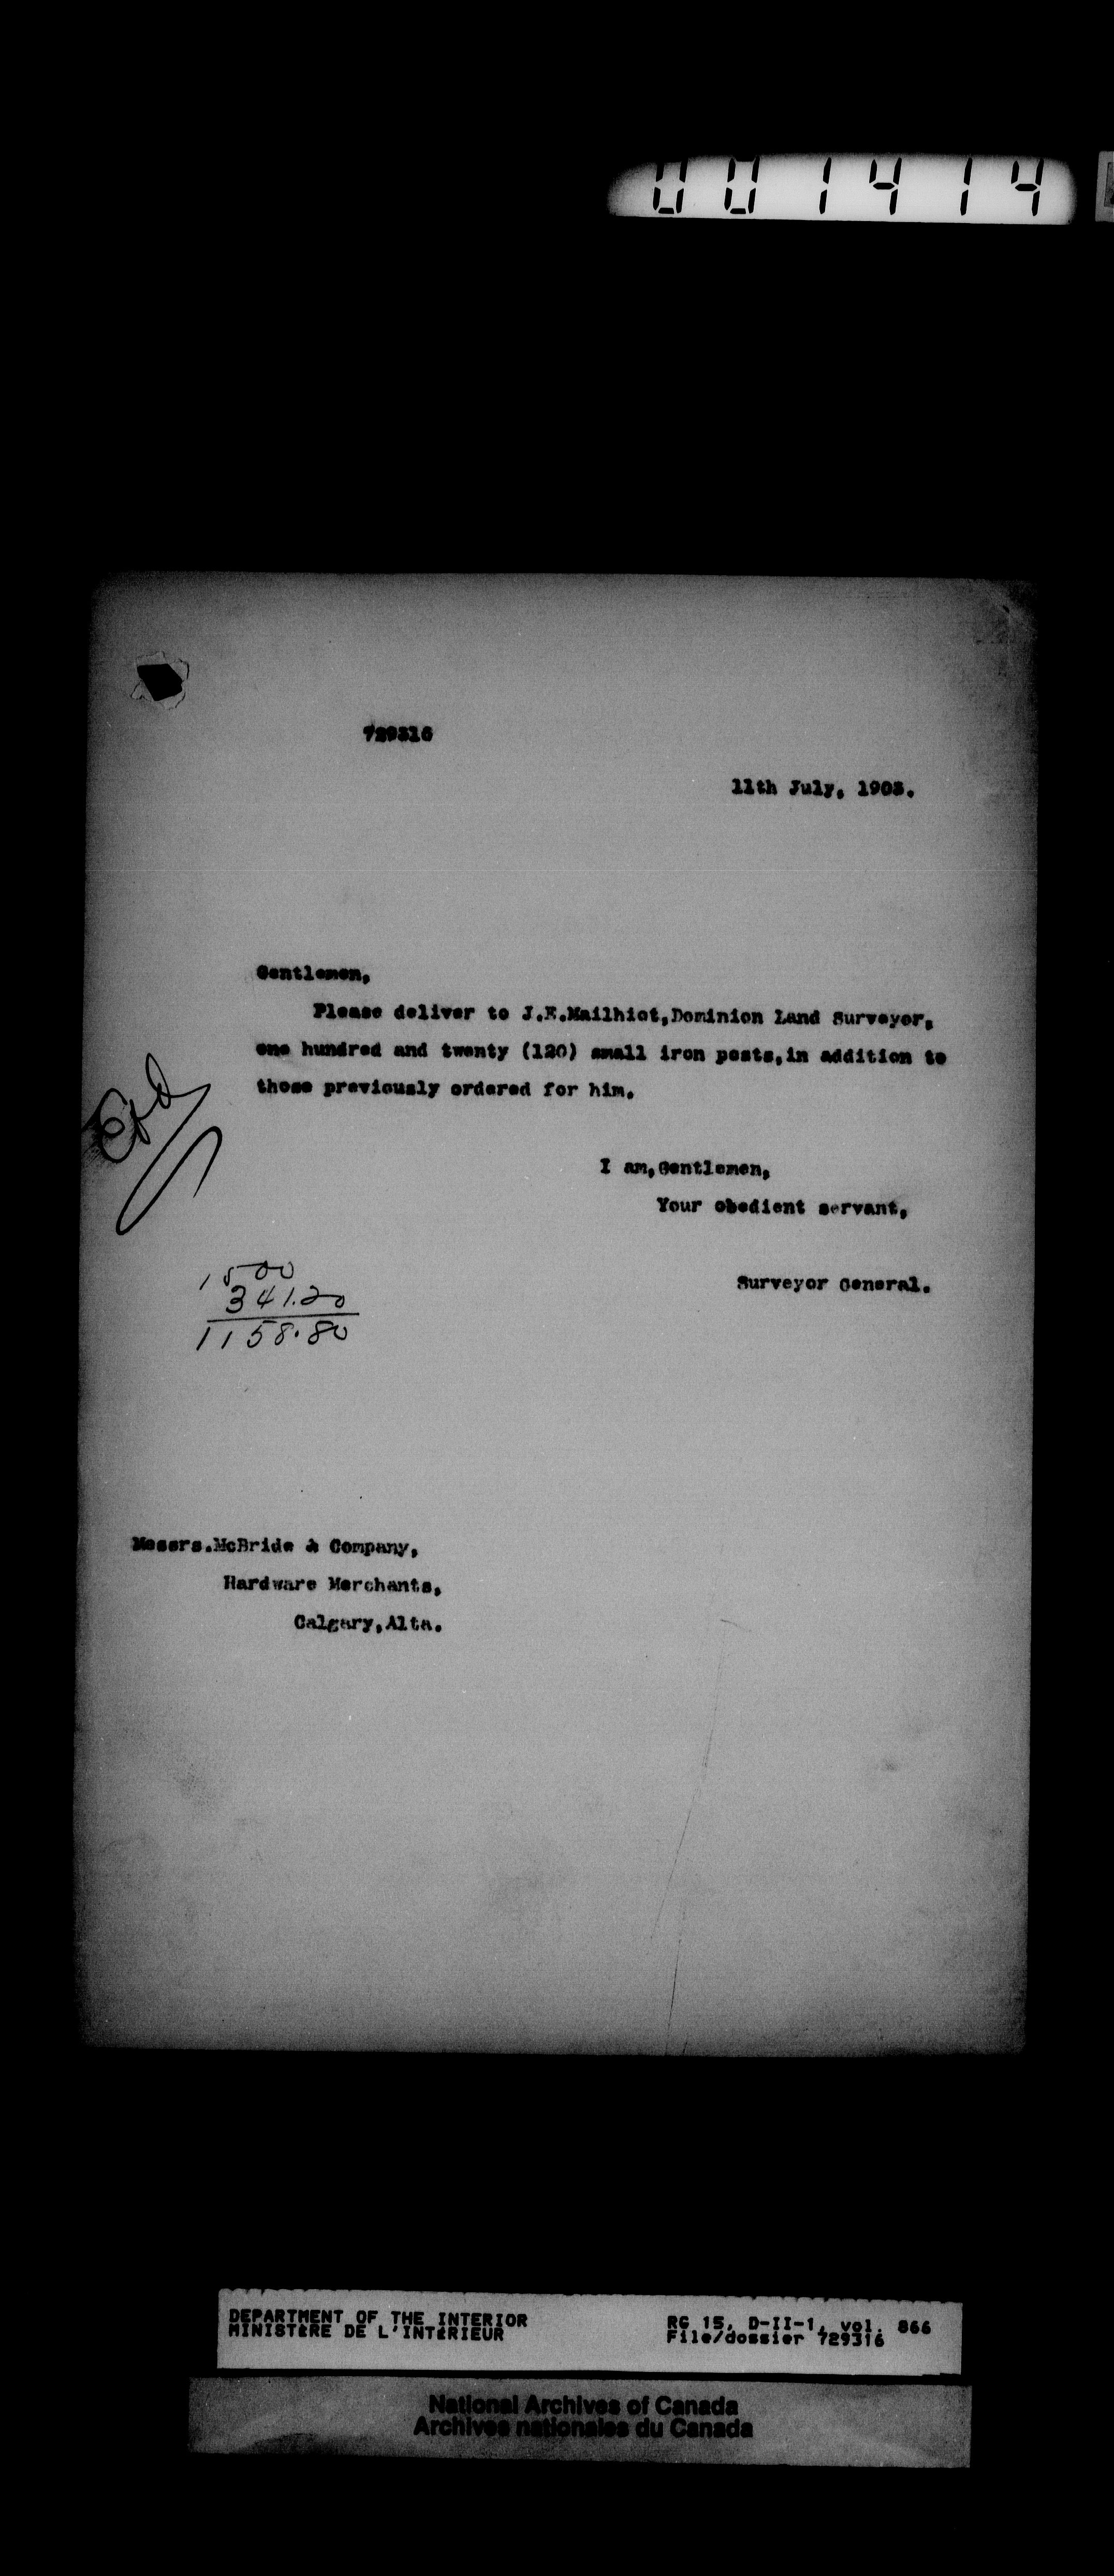 001414
729316
11th July, 1903.
Gentlemen,
Please deliver to J.E.Mailhiot,Dominion Land Surveyor,
one hundred and twenty (120) small iron posts,in addition to
those previously ordered for him.
I am,Gentlemen,
Your obedient servant,
Surveyor General.
1500
341.20
1158.80
Messrs.McBride & Company,
Hardware Merchants,
Calgary,Alta.
DEPARTMENT OF THE INTERIOR
MINISTÈRE DE L'INTÉRIEUR
RG 15, D-II-1, vol. 866
File/dossier 729316
National Archives of Canada
Archives nationales du Canada